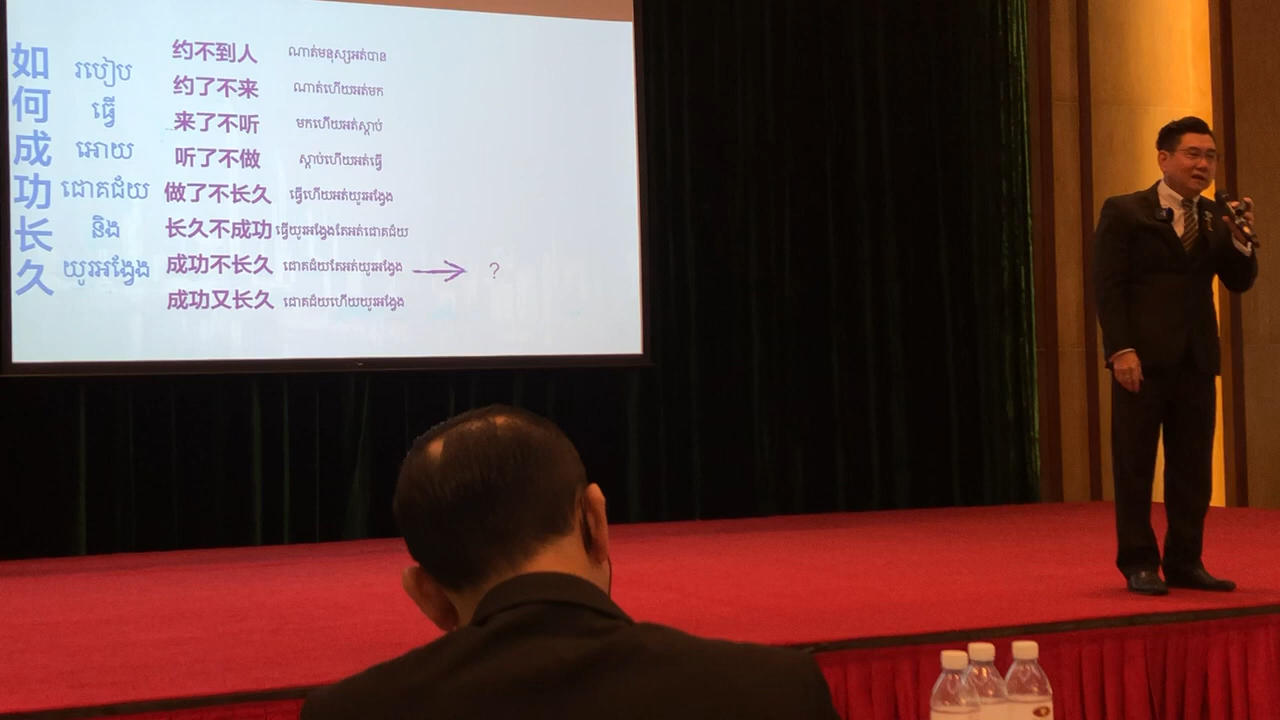 如何成功长久
របៀប
ធ្វើ
អោយ
ជោគជ័យ
និង
យូរអង្វែង
约不到人 ណាត់មនុស្សអត់បាន
约了不来 ណាត់ហើយអត់មក
来了不听 មកហើយអត់ស្តាប់
听了不做 ស្តាប់ហើយអត់ធ្វើ
做了不长久 ធ្វើហើយអត់យូរអង្វែង
长久不成功 ធ្វើយូរអង្វែងតែអត់ជោគជ័យ
成功不长久 ជោគជ័យតែអត់យូរអង្វែង ?
成功又长久 ជោគជ័យហើយយូរអង្វែង